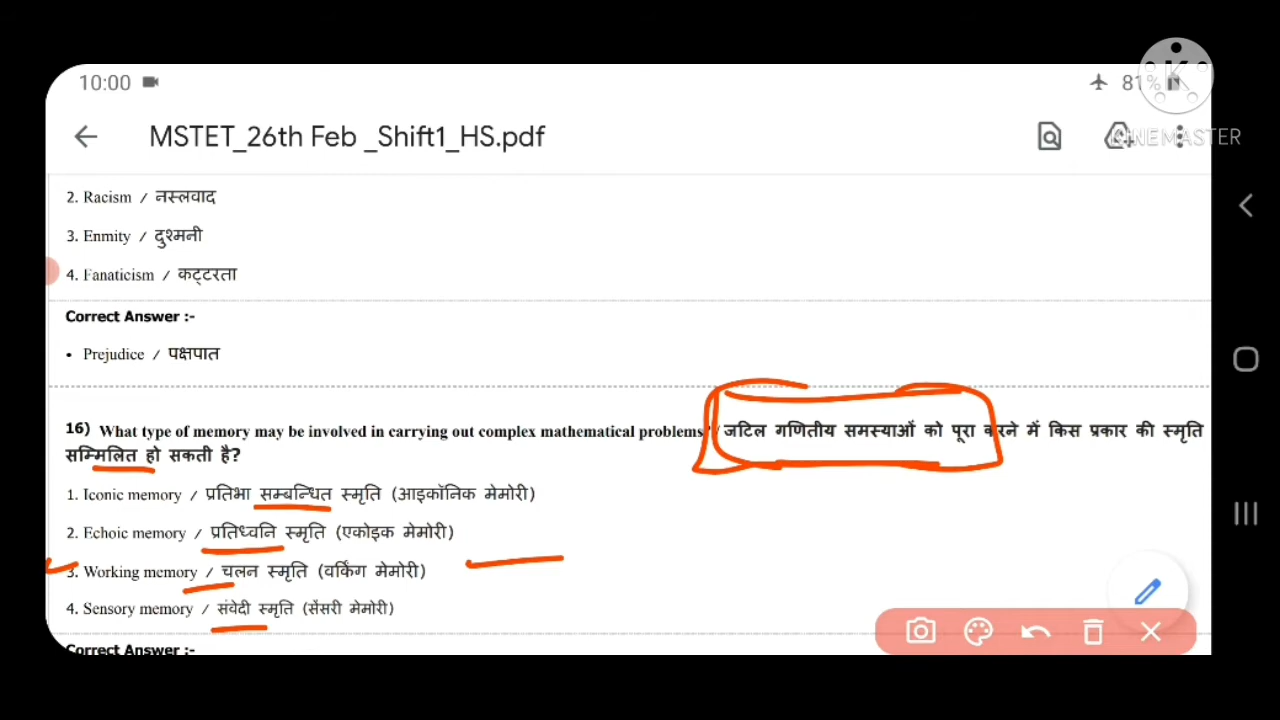 10:00
81%
KINEMASTER
MSTET_26th Feb _Shift1_HS.pdf
2. Racism / नस्लवाद
3. Enmity / दुश्मनी
4. Fanaticism / कट्टरता
Correct Answer :-
• Prejudice / पक्षपात
16) What type of memory may be involved in carrying out complex mathematical problems? / जटिल गणितीय समस्याओं को पूरा करने में किस प्रकार की स्मृति
सम्मिलित हो सकती है?
1. Iconic memory / प्रतिभा सम्बन्धित स्मृति (आइकॉनिक मेमोरी)
2. Echoic memory / प्रतिध्वनि स्मृति (एकोइक मेमोरी)
3. Working memory / चलन स्मृति (वर्किंग मेमोरी)
4. Sensory memory / संवेदी स्मृति (सेंसरी मेमोरी)
Correct Answer :-